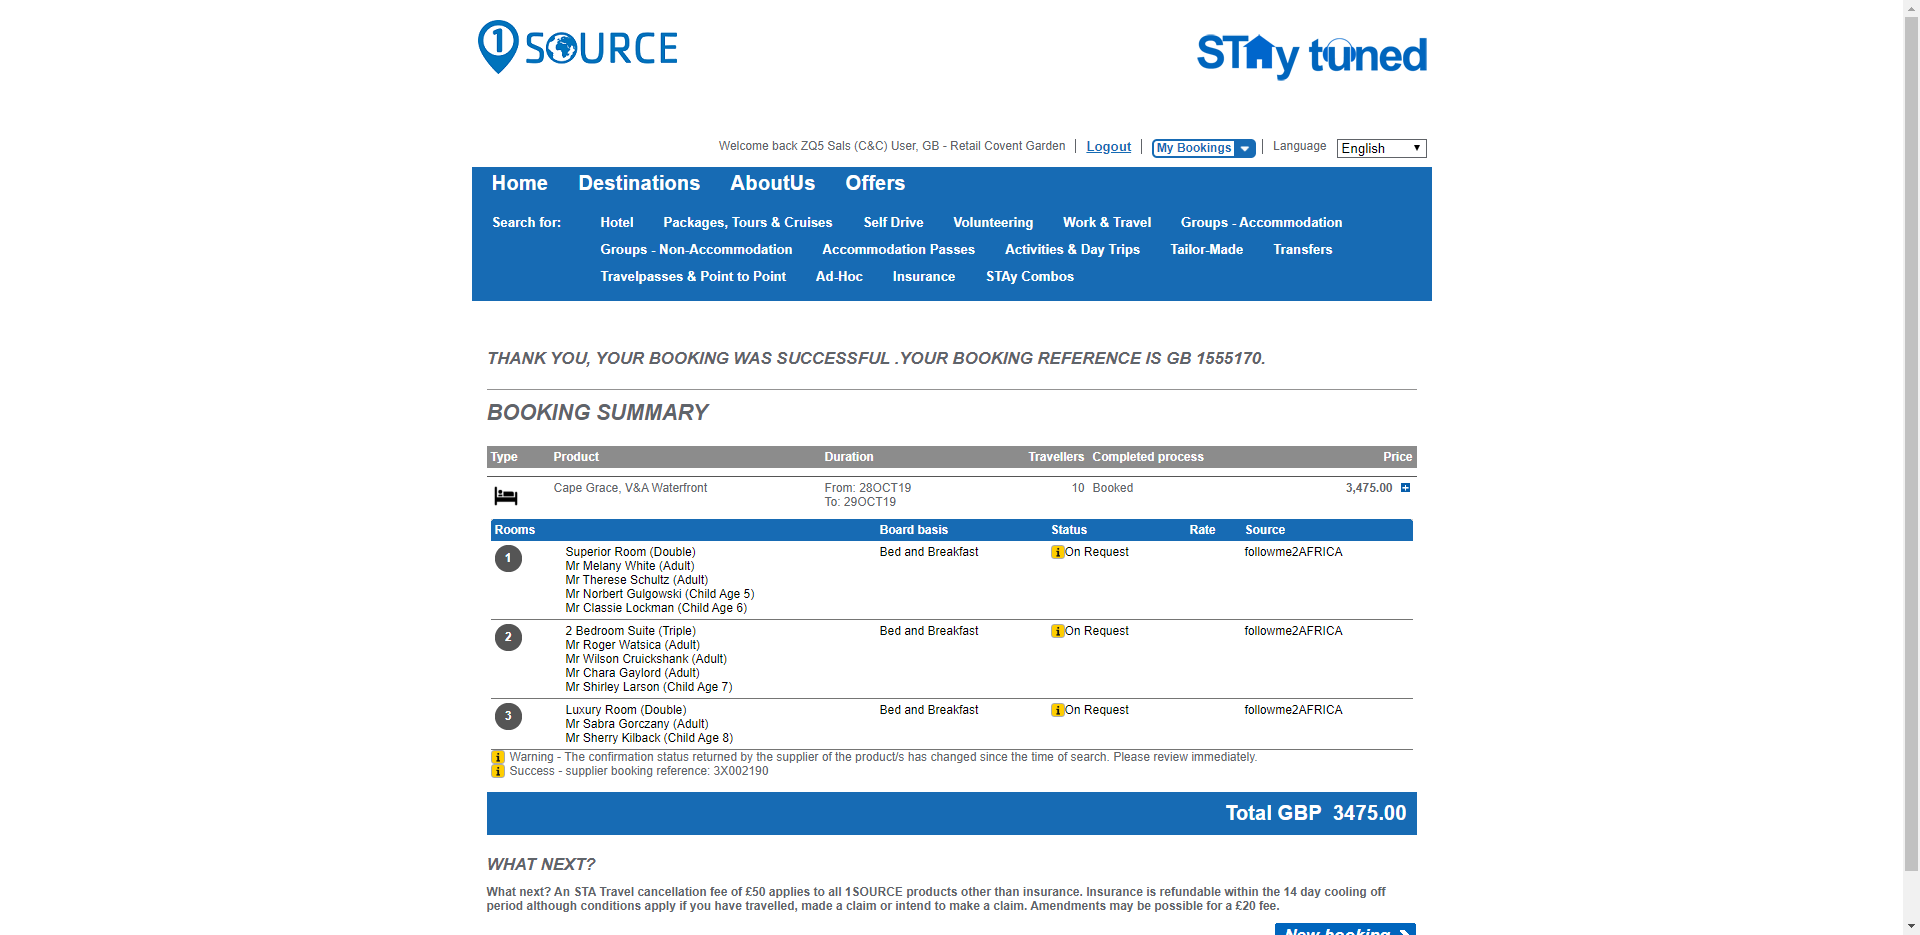 1 SOURCE
STAy tuned
Welcome back ZQ5 Sals (C&C) User, GB - Retail Covent Garden Logout My Bookings Language English
Home Destinations AboutUs Offers
Search for: Hotel Packages, Tours & Cruises Self Drive Volunteering Work & Travel Groups - Accommodation
Groups - Non-Accommodation Accommodation Passes Activities & Day Trips Tailor-Made Transfers
Travelpasses & Point to Point Ad-Hoc Insurance STAy Combos
THANK YOU, YOUR BOOKING WAS SUCCESSFUL .YOUR BOOKING REFERENCE IS GB 1555170.
BOOKING SUMMARY
Type Product Duration Travellers Completed process Price
Cape Grace, V&A Waterfront From: 28OCT19 10 Booked 3,475.00
To: 29OCT19
Rooms Board basis Status Rate Source
1 Superior Room (Double) Bed and Breakfast i On Request followme2AFRICA
Mr Melany White (Adult)
Mr Therese Schultz (Adult)
Mr Norbert Gulgowski (Child Age 5)
Mr Classie Lockman (Child Age 6)
2 2 Bedroom Suite (Triple) Bed and Breakfast i On Request followme2AFRICA
Mr Roger Watsica (Adult)
Mr Wilson Cruickshank (Adult)
Mr Chara Gaylord (Adult)
Mr Shirley Larson (Child Age 7)
3 Luxury Room (Double) Bed and Breakfast i On Request followme2AFRICA
Mr Sabra Gorczany (Adult)
Mr Sherry Kilback (Child Age 8)
i Warning - The confirmation status returned by the supplier of the product/s has changed since the time of search. Please review immediately.
i Success - supplier booking reference: 3X002190
Total GBP 3475.00
WHAT NEXT?
What next? An STA Travel cancellation fee of £50 applies to all 1SOURCE products other than insurance. Insurance is refundable within the 14 day cooling off
period although conditions apply if you have travelled, made a claim or intend to make a claim. Amendments may be possible for a £20 fee.
New booking